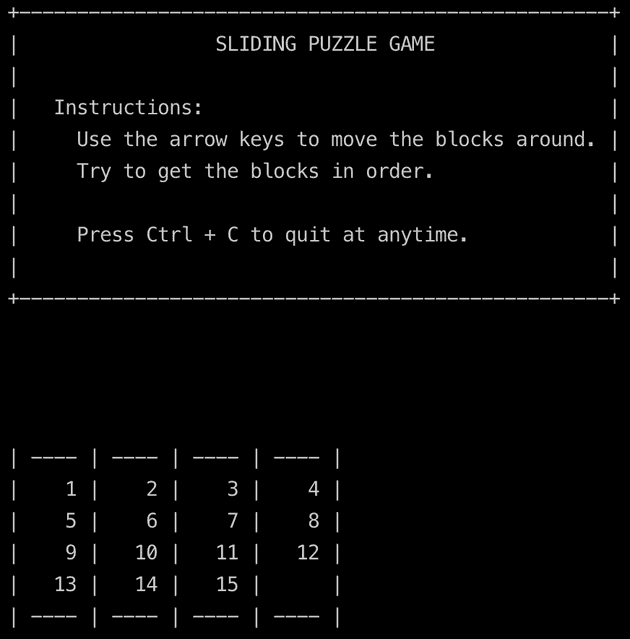 +---------------------------------------------------+
|                 SLIDING PUZZLE GAME               |
|                                                   |
|   Instructions:                                   |
|     Use the arrow keys to move the blocks around. |
|     Try to get the blocks in order.               |
|                                                   |
|     Press Ctrl + C to quit at anytime.            |
|                                                   |
+---------------------------------------------------+
| ---- | ---- | ---- | ---- |
|    1 |    2 |    3 |    4 |
|    5 |    6 |    7 |    8 |
|    9 |   10 |   11 |   12 |
|   13 |   14 |   15 |      |
| ---- | ---- | ---- | ---- |